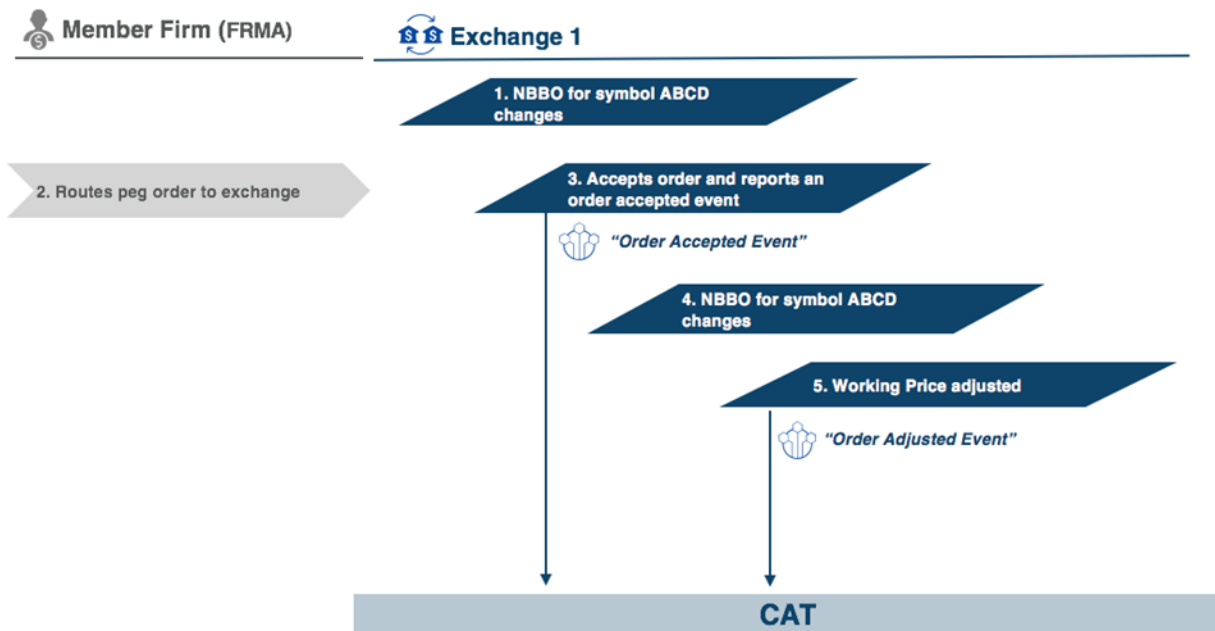 Member Firm (FRMA)
Exchange 1
1. NBBO for symbol ABCD
changes
2. Routes peg order to exchange
3. Accepts order and reports an
order accepted event
“Order Accepted Event”
4. NBBO for symbol ABCD
changes
5. Working Price adjusted
“Order Adjusted Event”
CAT